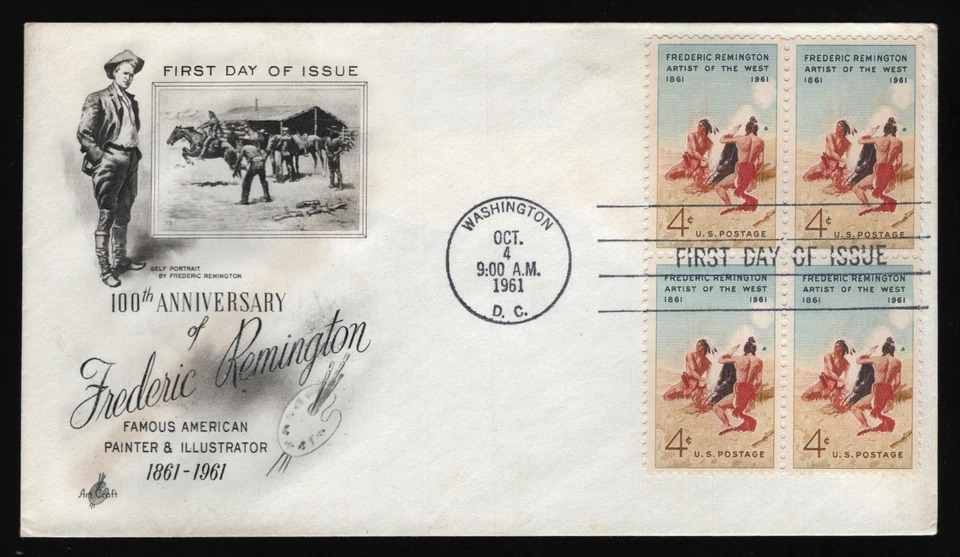 FIRST DAY OF ISSUE
SELF PORTRAIT
BY FREDERIC REMINGTON
100th ANNIVERSARY
of
Frederic Remington
FAMOUS AMERICAN
PAINTER & ILLUSTRATOR
1861-1961
Art Craft
WASHINGTON
OCT.
4
9:00 A.M.
1961
D. C.
FREDERIC REMINGTON
ARTIST OF THE WEST
1861 1961
4¢
U.S. POSTAGE
FREDERIC REMINGTON
ARTIST OF THE WEST
1861 1961
4¢
U.S. POSTAGE
FIRST DAY OF ISSUE
FREDERIC REMINGTON
ARTIST OF THE WEST
1861 1961
4¢
U.S. POSTAGE
FREDERIC REMINGTON
ARTIST OF THE WEST
1861 1961
4¢
U.S. POSTAGE